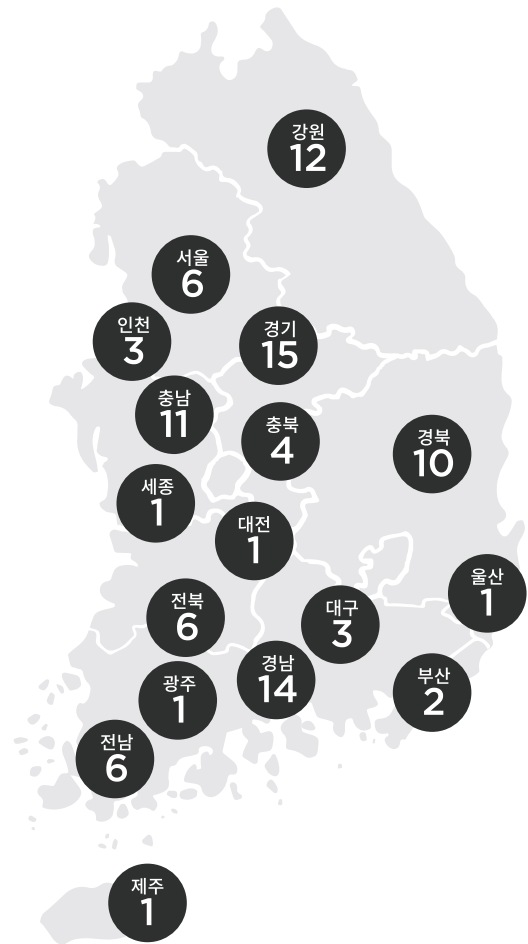 강원
12
서울
6
인천
3
경기
15
충남
11
충북
4
경북
10
세종
1
대전
1
울산
1
전북
6
대구
3
경남
14
광주
1
부산
2
전남
6
제주
1